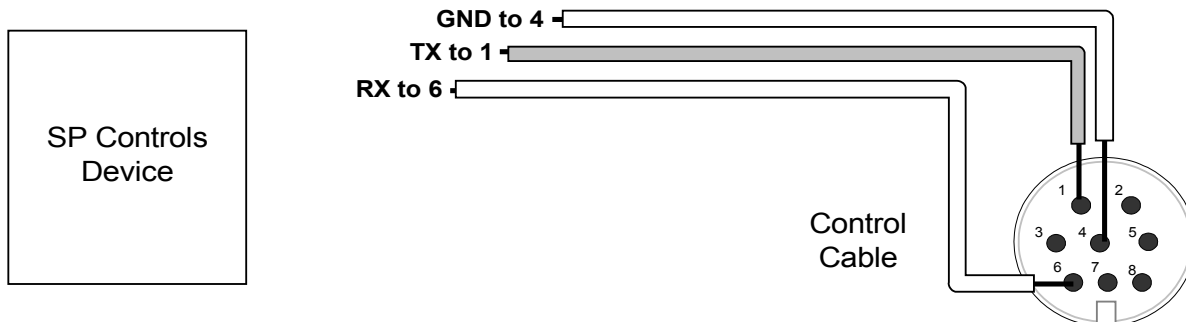 GND to 4
TX to 1
RX to 6
SP Controls
Device
Control
Cable
1 2
3 4 5
6 7 8